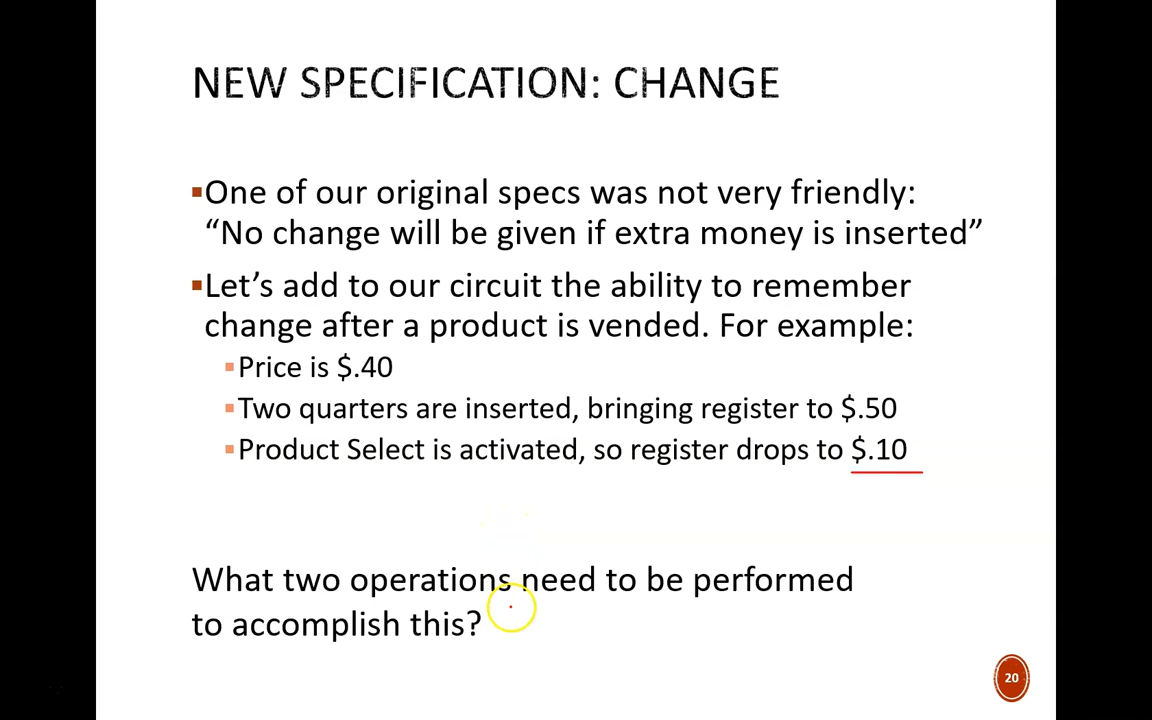 NEW SPECIFICATION: CHANGE
▪One of our original specs was not very friendly:
“No change will be given if extra money is inserted”
▪Let’s add to our circuit the ability to remember
change after a product is vended. For example:
▪Price is $.40
▪Two quarters are inserted, bringing register to $.50
▪Product Select is activated, so register drops to $.10
What two operations need to be performed
to accomplish this?
20